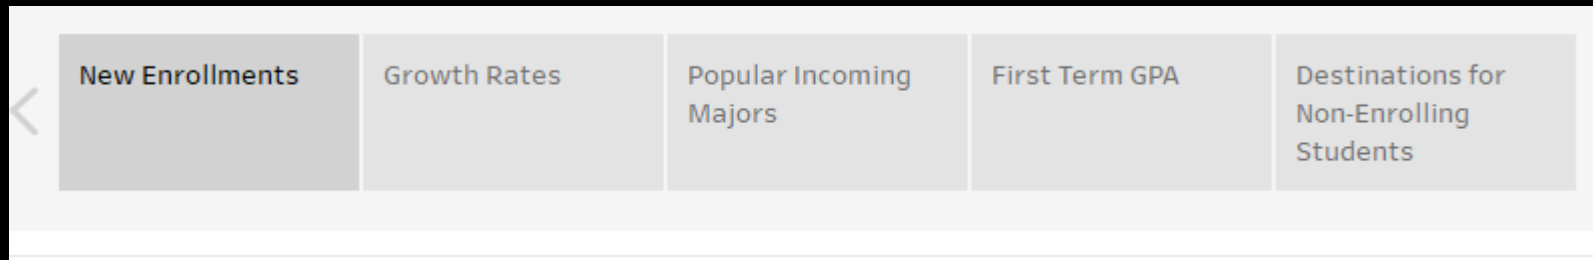 New Enrollments
Growth Rates
Popular Incoming
Majors
First Term GPA
Destinations for
Non-Enrolling
Students